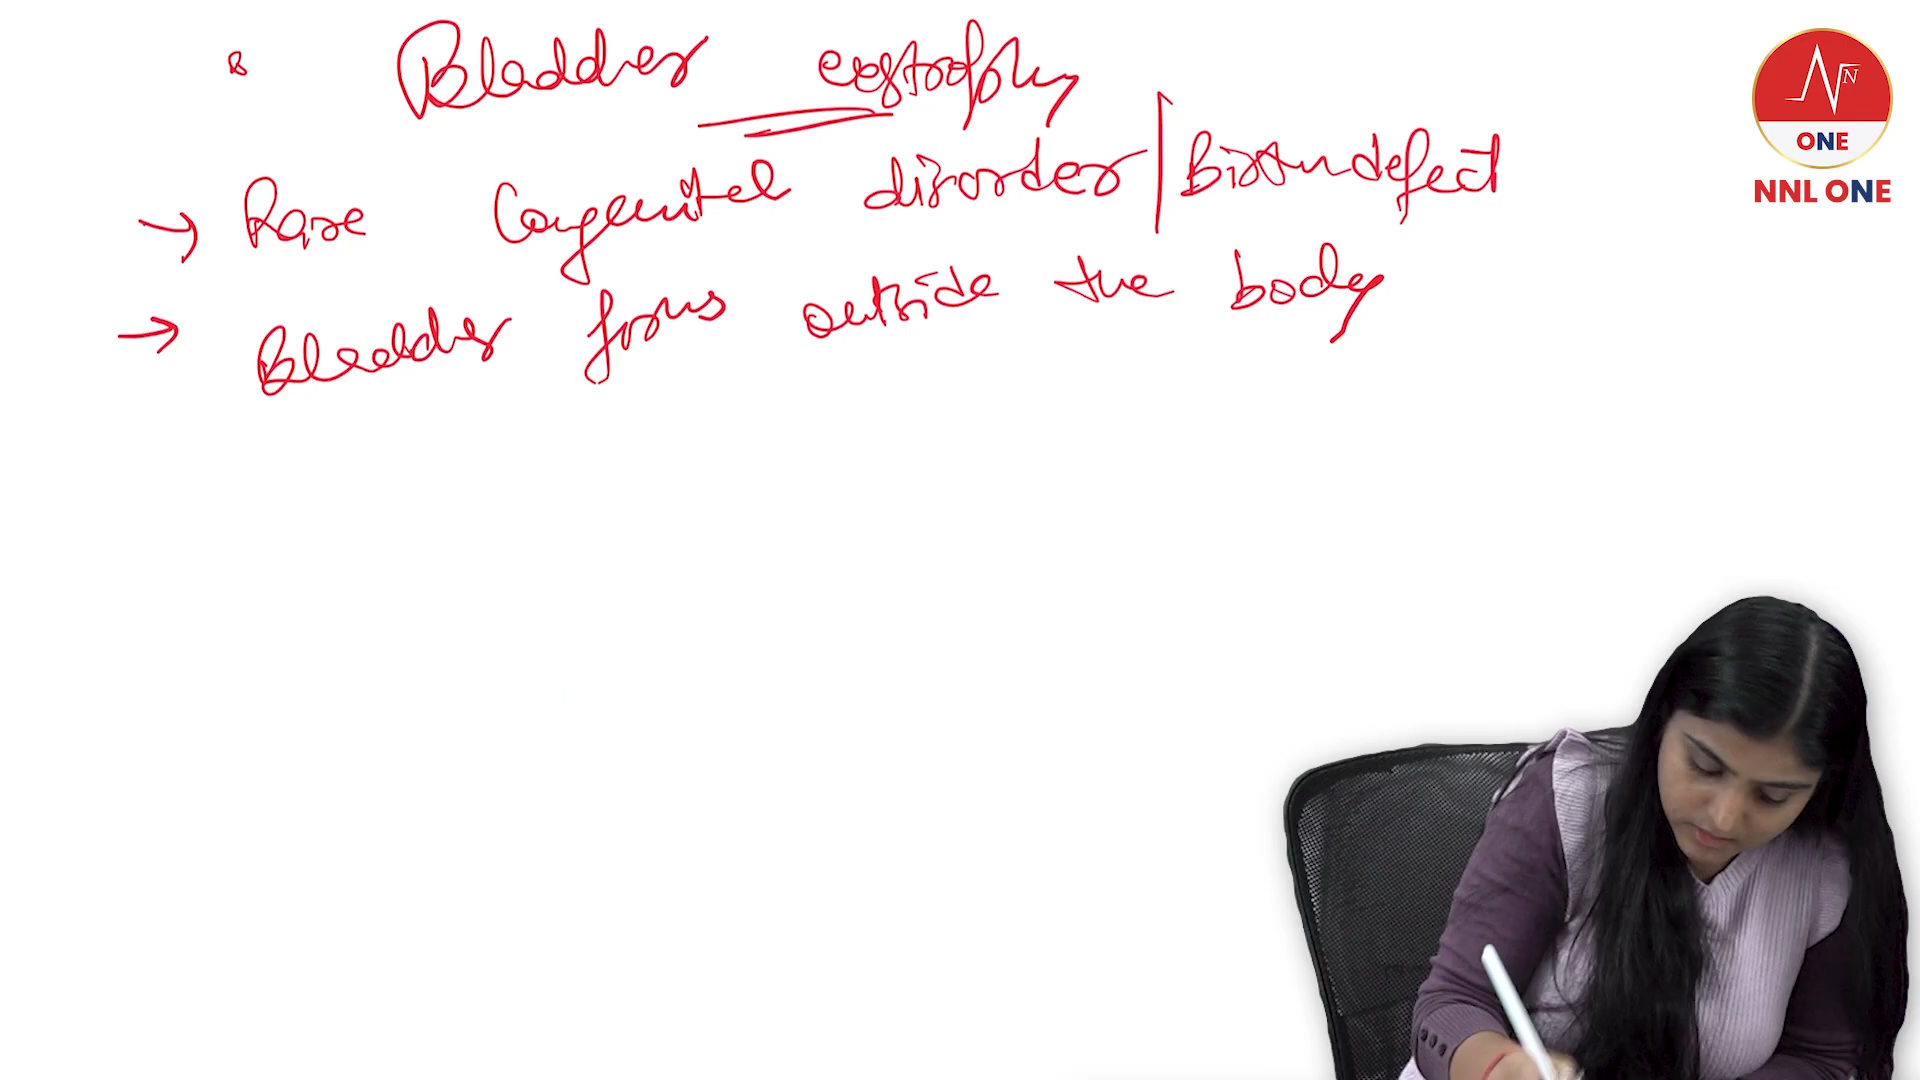 B Bladder exstrophy
→ Rare Congenital disorder | Birth defect
→ Bladder forms outside the body
N
ONE
NNL ONE